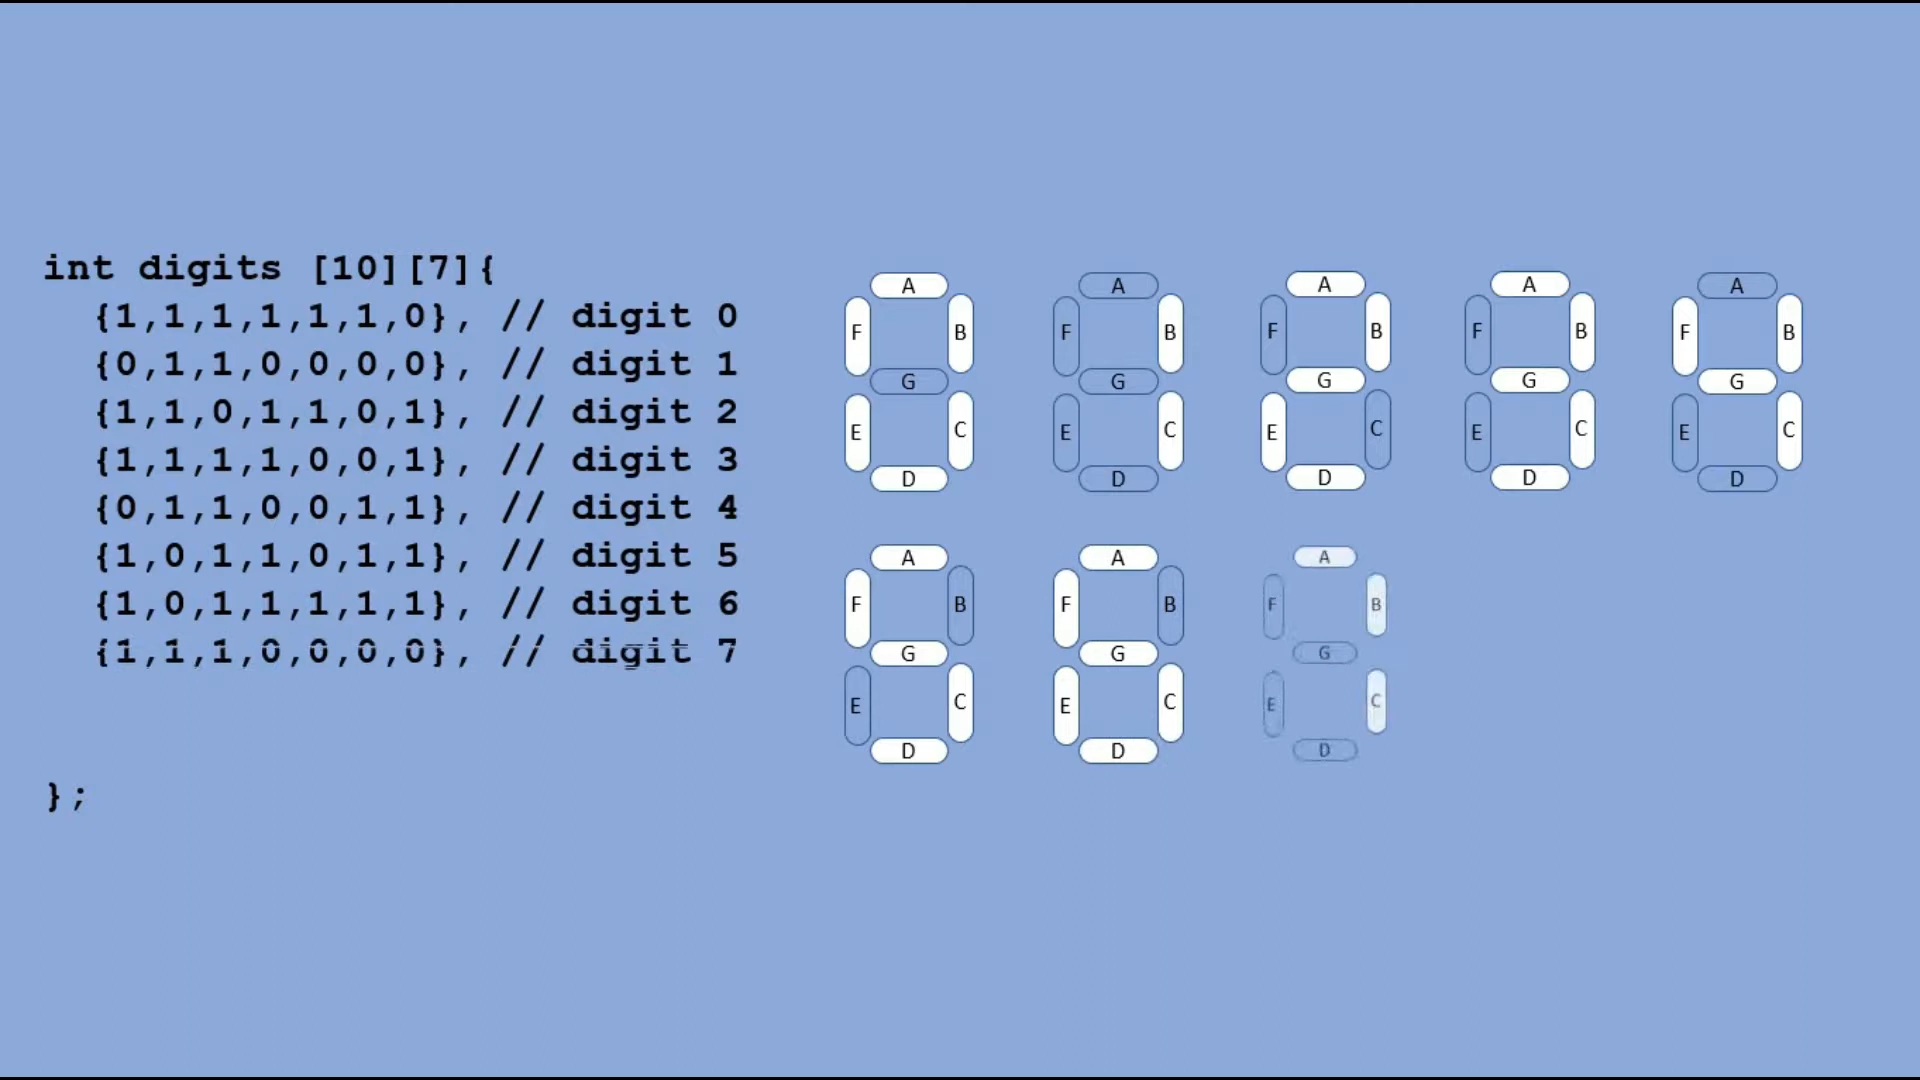 int digits [10][7]{
{1,1,1,1,1,1,0}, // digit 0
{0,1,1,0,0,0,0}, // digit 1
{1,1,0,1,1,0,1}, // digit 2
{1,1,1,1,0,0,1}, // digit 3
{0,1,1,0,0,1,1}, // digit 4
{1,0,1,1,0,1,1}, // digit 5
{1,0,1,1,1,1,1}, // digit 6
{1,1,1,0,0,0,0}, // digit 7
};
A A A A A
F B F B F B F B F B
G G G G G
E C E C E C E C E C
D D D D D
A A A
F B F B F B
G G G
E C E C E C
D D D